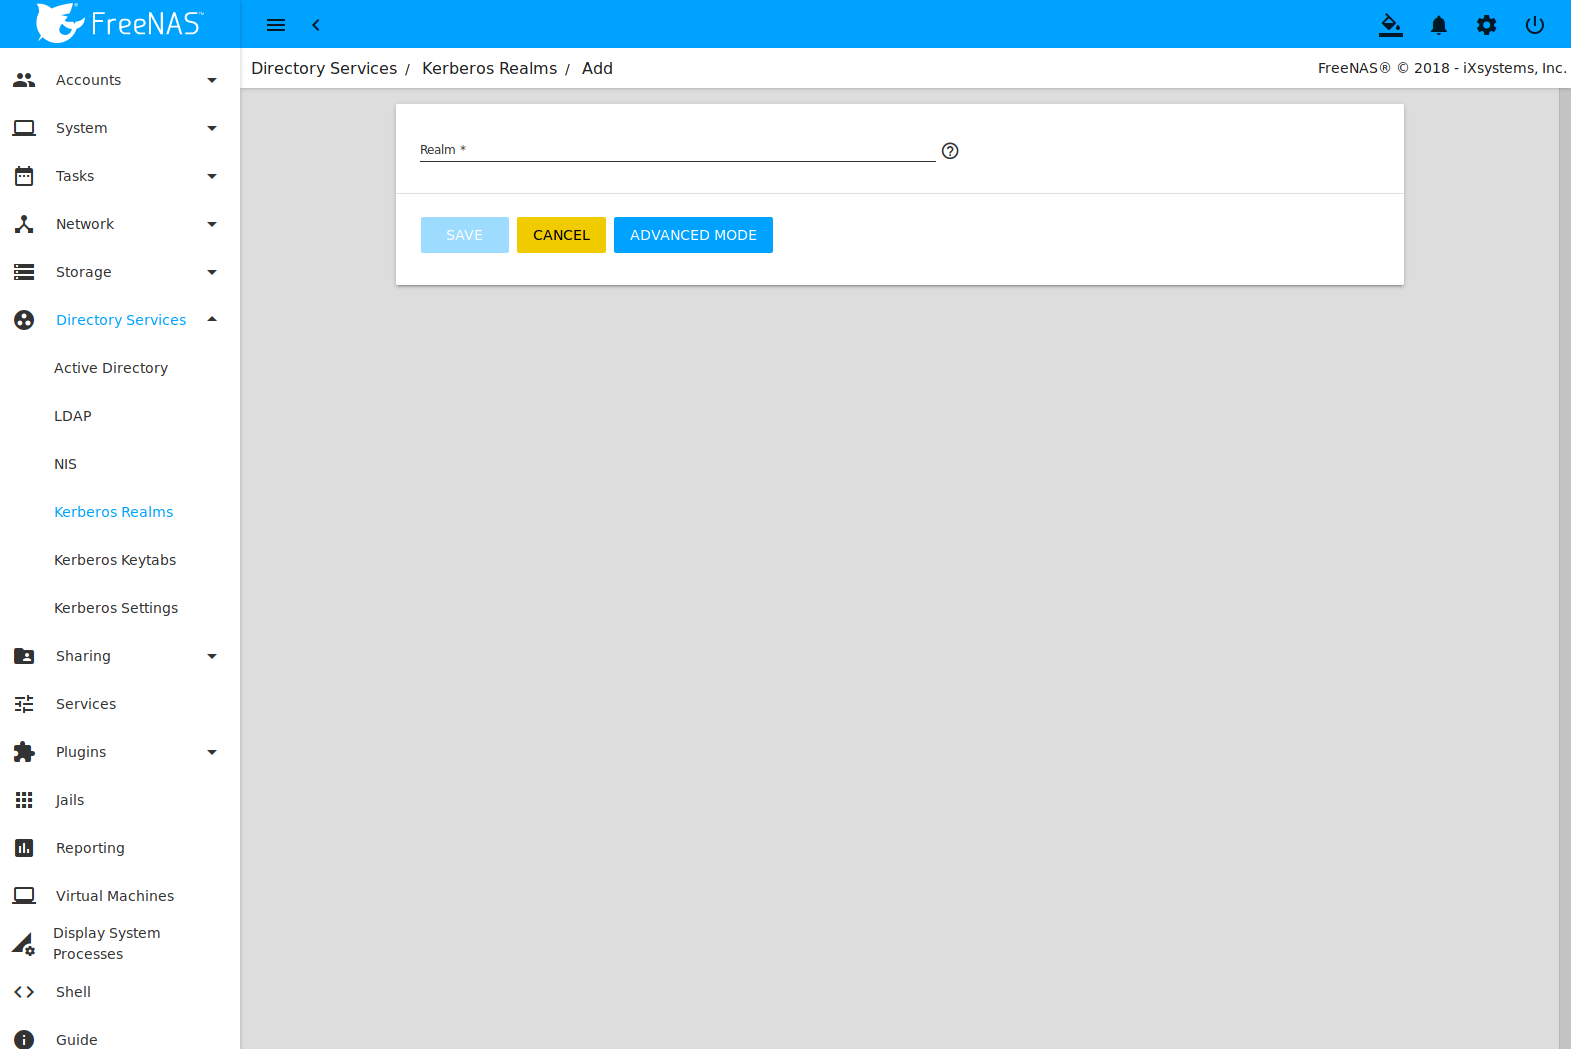 FreeNAS™
Directory Services / Kerberos Realms / Add
FreeNAS® © 2018 - iXsystems, Inc.
Accounts
System
Tasks
Network
Storage
Directory Services
Active Directory
LDAP
NIS
Kerberos Realms
Kerberos Keytabs
Kerberos Settings
Sharing
Services
Plugins
Jails
Reporting
Virtual Machines
Display System
Processes
Shell
Guide
Realm *
SAVE CANCEL ADVANCED MODE